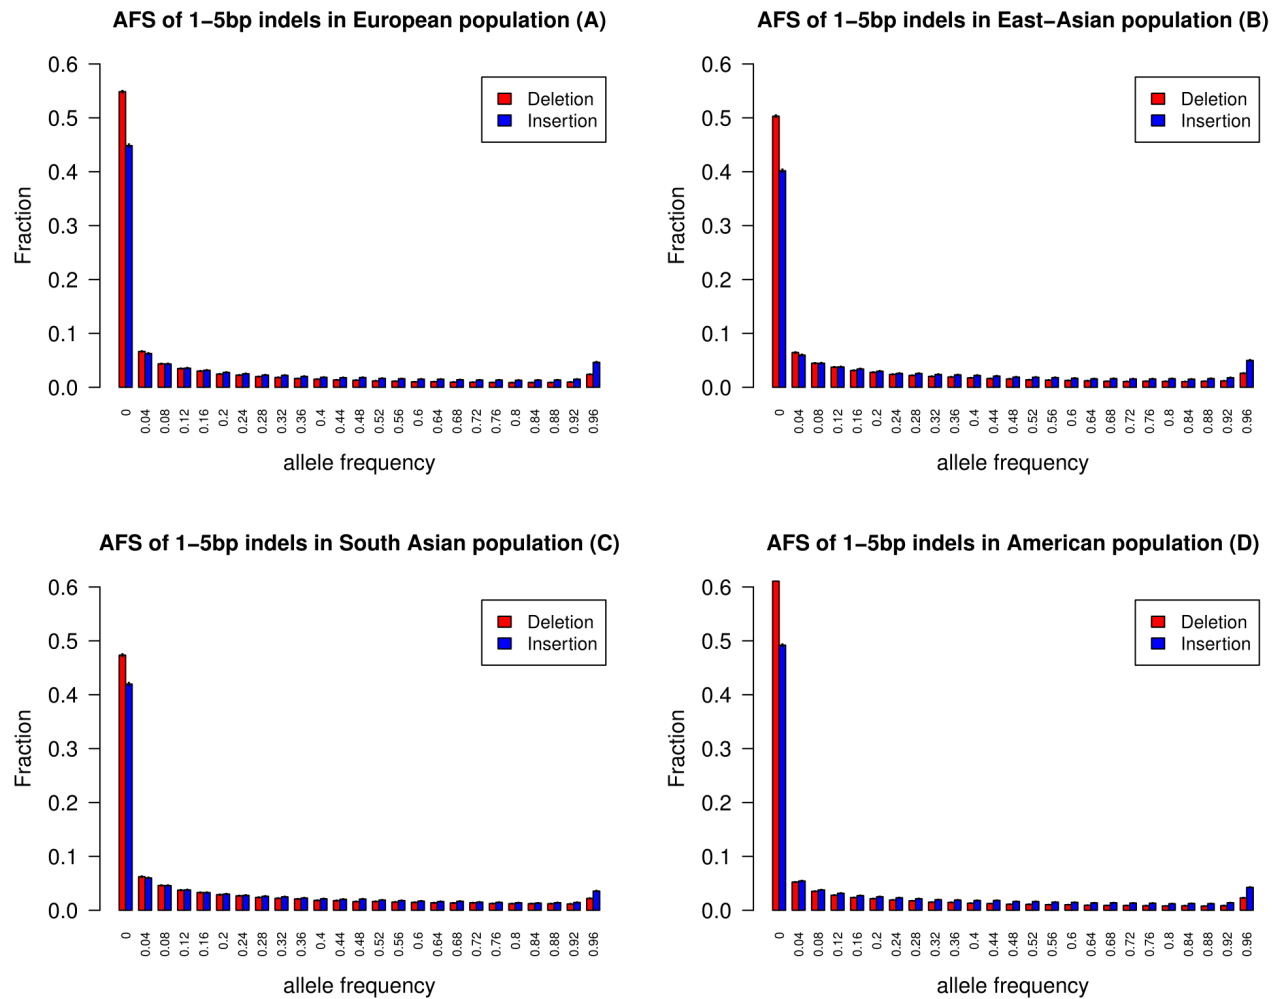 AFS of 1−5bp indels in European population (A)
0.6
0.5
0.4
0.3
0.2
0.1
0.0
Fraction
Deletion
Insertion
0 0.04 0.08 0.12 0.16 0.2 0.24 0.28 0.32 0.36 0.4 0.44 0.48 0.52 0.56 0.6 0.64 0.68 0.72 0.76 0.8 0.84 0.88 0.92 0.96
allele frequency
AFS of 1−5bp indels in East−Asian population (B)
0.6
0.5
0.4
0.3
0.2
0.1
0.0
Fraction
Deletion
Insertion
0 0.04 0.08 0.12 0.16 0.2 0.24 0.28 0.32 0.36 0.4 0.44 0.48 0.52 0.56 0.6 0.64 0.68 0.72 0.76 0.8 0.84 0.88 0.92 0.96
allele frequency
AFS of 1−5bp indels in South Asian population (C)
0.6
0.5
0.4
0.3
0.2
0.1
0.0
Fraction
Deletion
Insertion
0 0.04 0.08 0.12 0.16 0.2 0.24 0.28 0.32 0.36 0.4 0.44 0.48 0.52 0.56 0.6 0.64 0.68 0.72 0.76 0.8 0.84 0.88 0.92 0.96
allele frequency
AFS of 1−5bp indels in American population (D)
0.6
0.5
0.4
0.3
0.2
0.1
0.0
Fraction
Deletion
Insertion
0 0.04 0.08 0.12 0.16 0.2 0.24 0.28 0.32 0.36 0.4 0.44 0.48 0.52 0.56 0.6 0.64 0.68 0.72 0.76 0.8 0.84 0.88 0.92 0.96
allele frequency